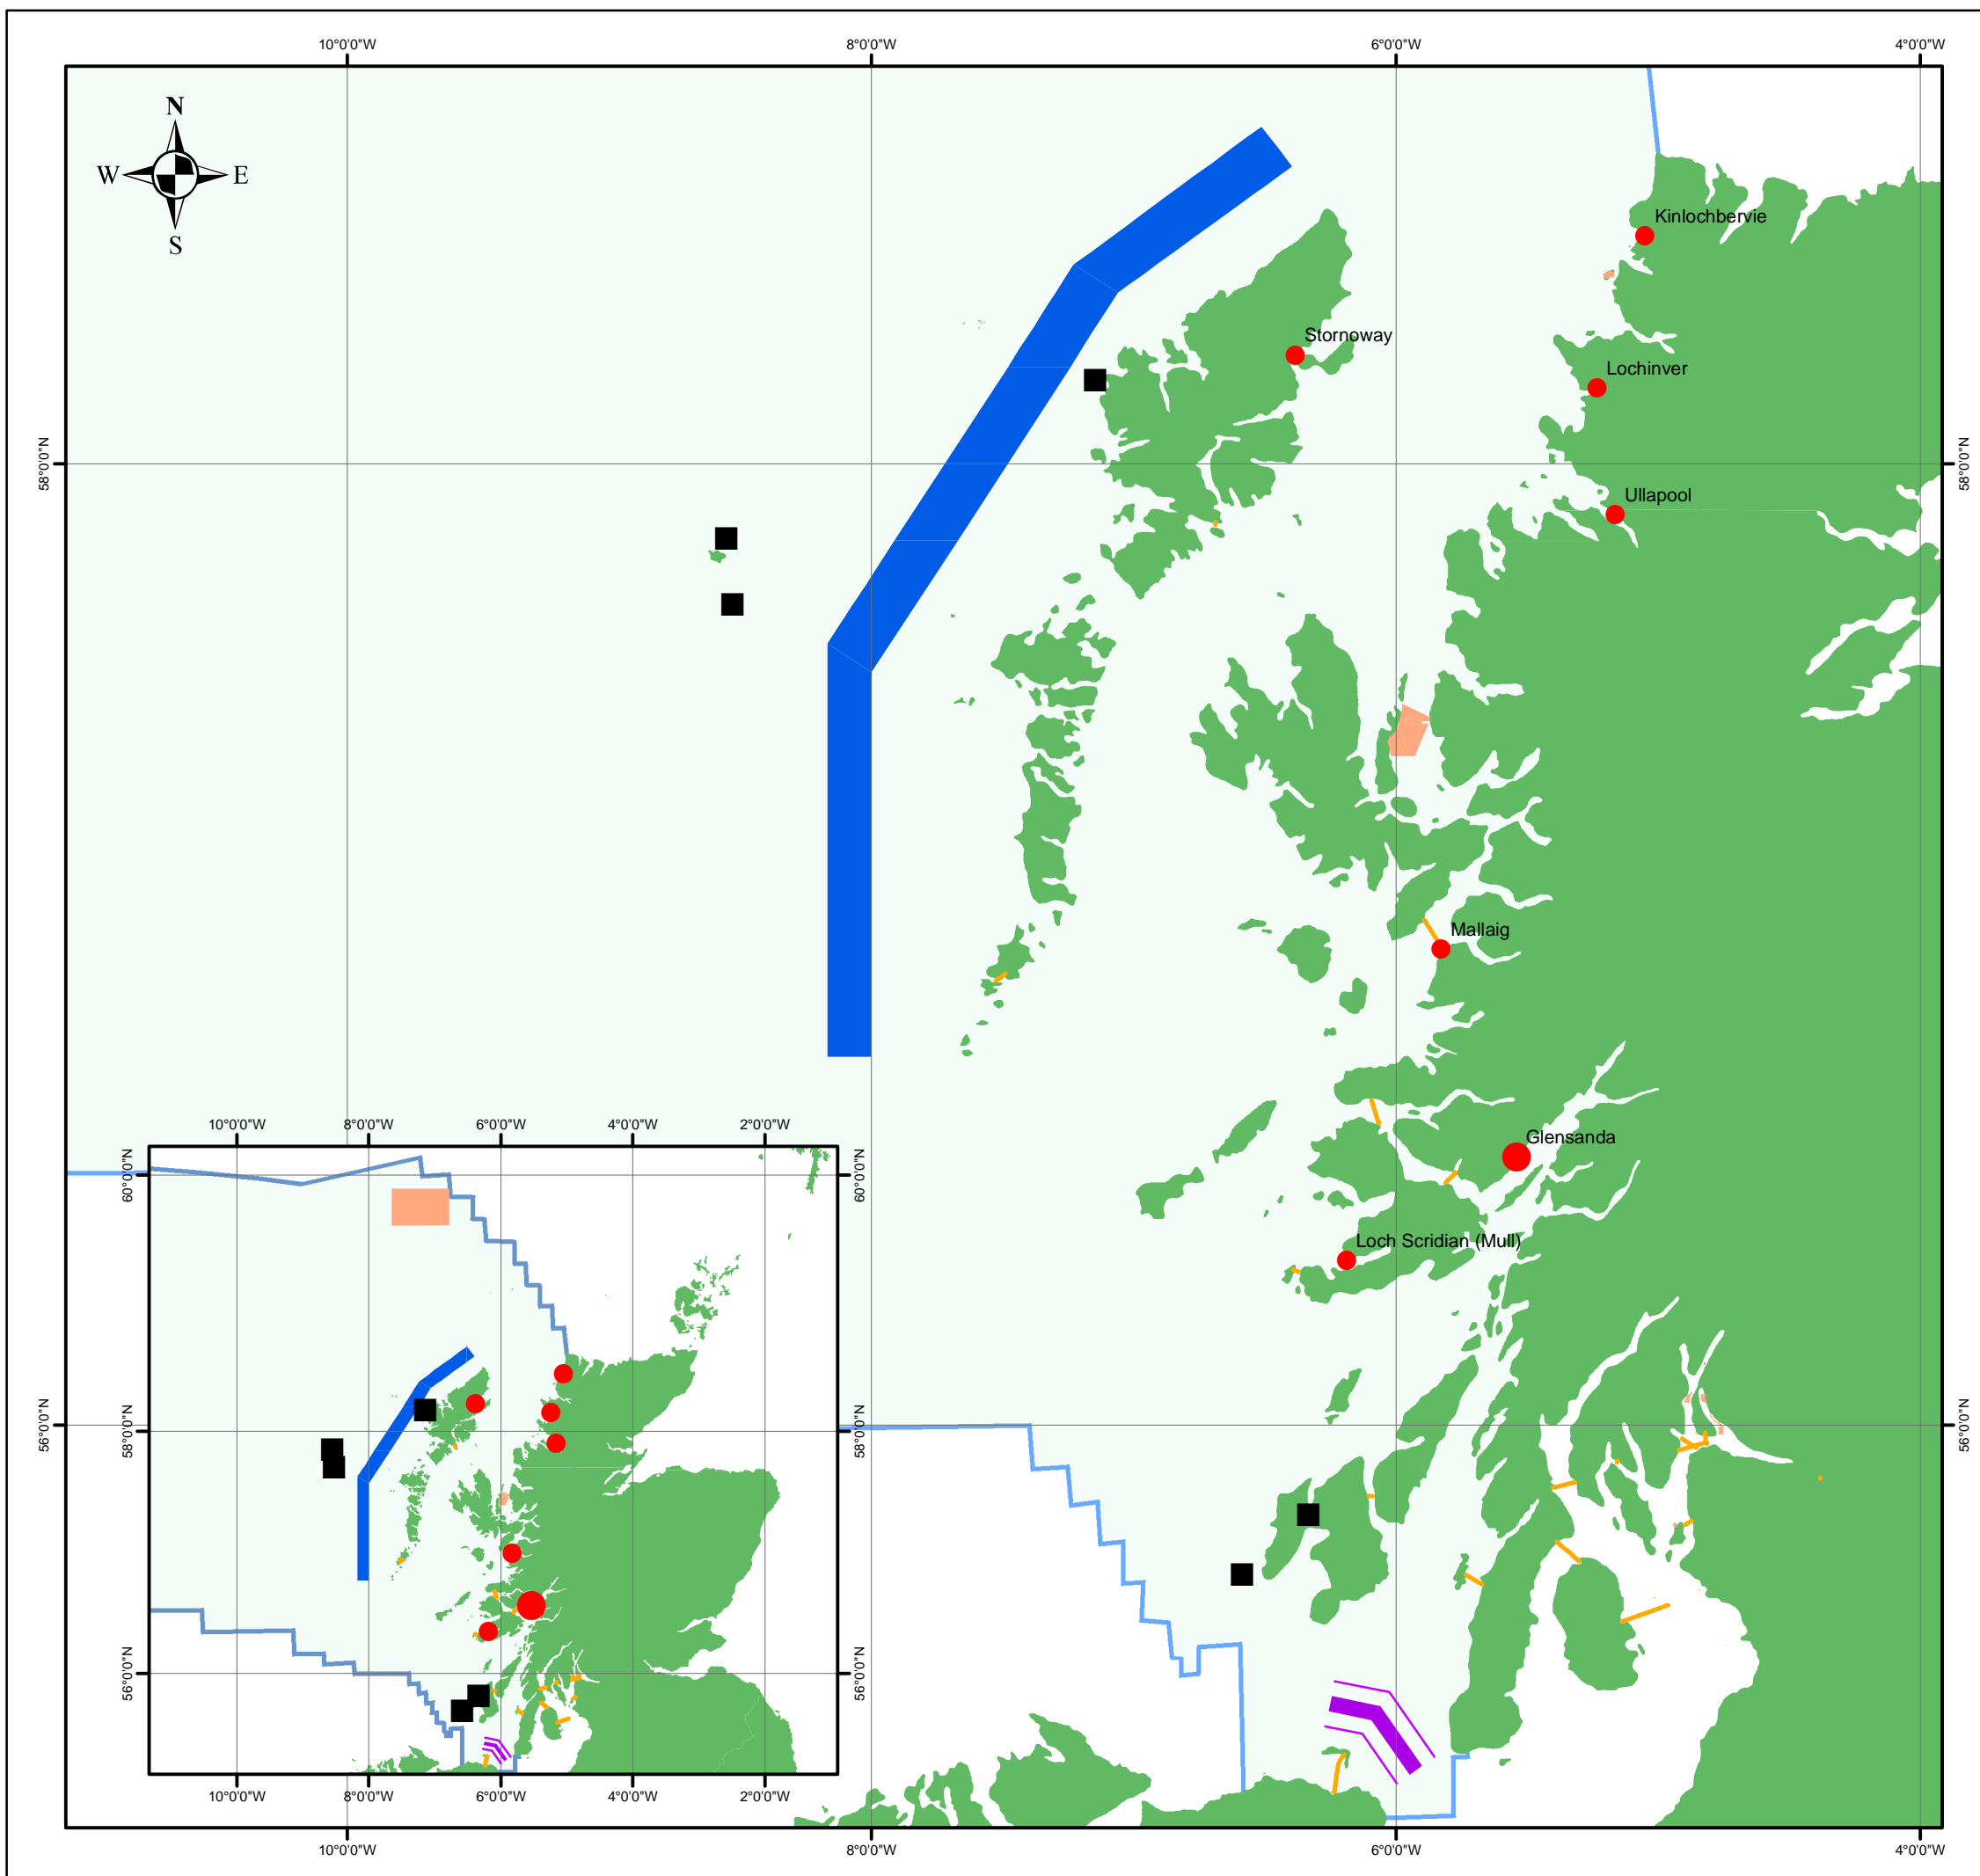 10°0'0"W 8°0'0"W 6°0'0"W 4°0'0"W
N
W E
S
Kinlochbervie
Stornoway
Lochinver
58°0'0"N 58°0'0"N
Ullapool
Mallaig
10°0'0"W 8°0'0"W 6°0'0"W 4°0'0"W 2°0'0"W
Glensanda
60°0'0"N 60°0'0"N
Loch Scridian (Mull)
56°0'0"N 58°0'0"N 58°0'0"N 56°0'0"N
56°0'0"N 56°0'0"N
10°0'0"W 8°0'0"W 6°0'0"W 4°0'0"W 2°0'0"W
10°0'0"W 8°0'0"W 6°0'0"W 4°0'0"W